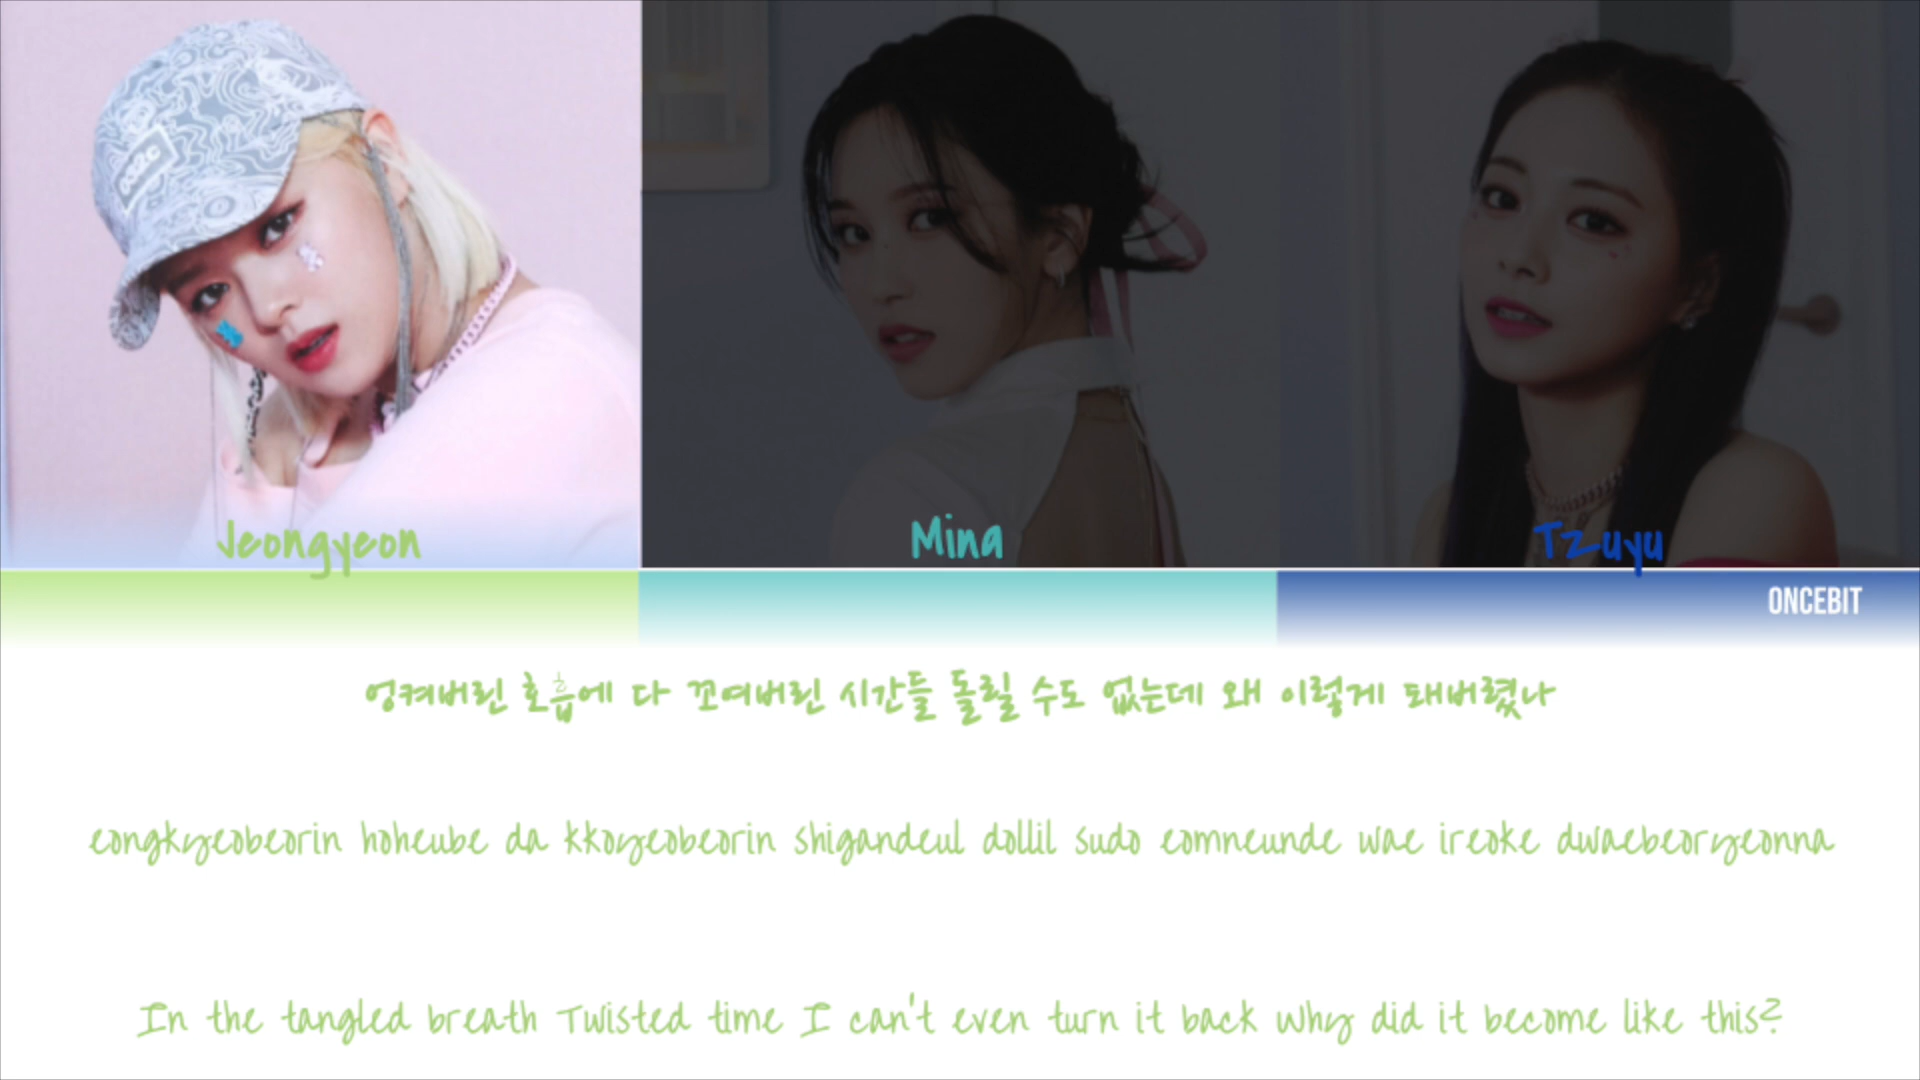 Jeongyeon Mina Tzuyu
ONCEBIT
엉켜버린 호흡에 다 꼬여버린 시간들 돌릴 수도 없는데 왜 이렇게 돼버렸나
eongkyeobeorin hoheube da kkoyeobeorin shigandeul dollil sudo eomneunde wae ireoke dwaebeoryeonna
In the tangled breath Twisted time I can't even turn it back Why did it become like this?